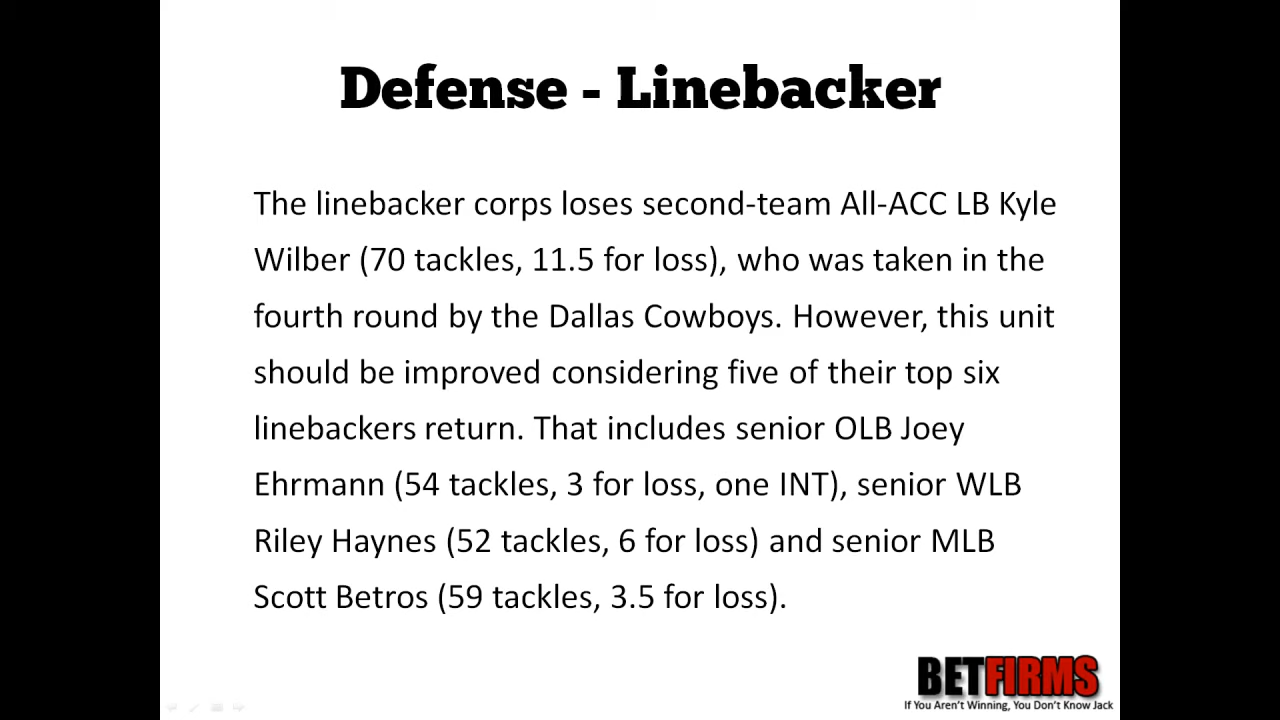 Defense - Linebacker
The linebacker corps loses second-team All-ACC LB Kyle
Wilber (70 tackles, 11.5 for loss), who was taken in the
fourth round by the Dallas Cowboys. However, this unit
should be improved considering five of their top six
linebackers return. That includes senior OLB Joey
Ehrmann (54 tackles, 3 for loss, one INT), senior WLB
Riley Haynes (52 tackles, 6 for loss) and senior MLB
Scott Betros (59 tackles, 3.5 for loss).
BETFIRMS
If You Aren't Winning, You Don't Know Jack